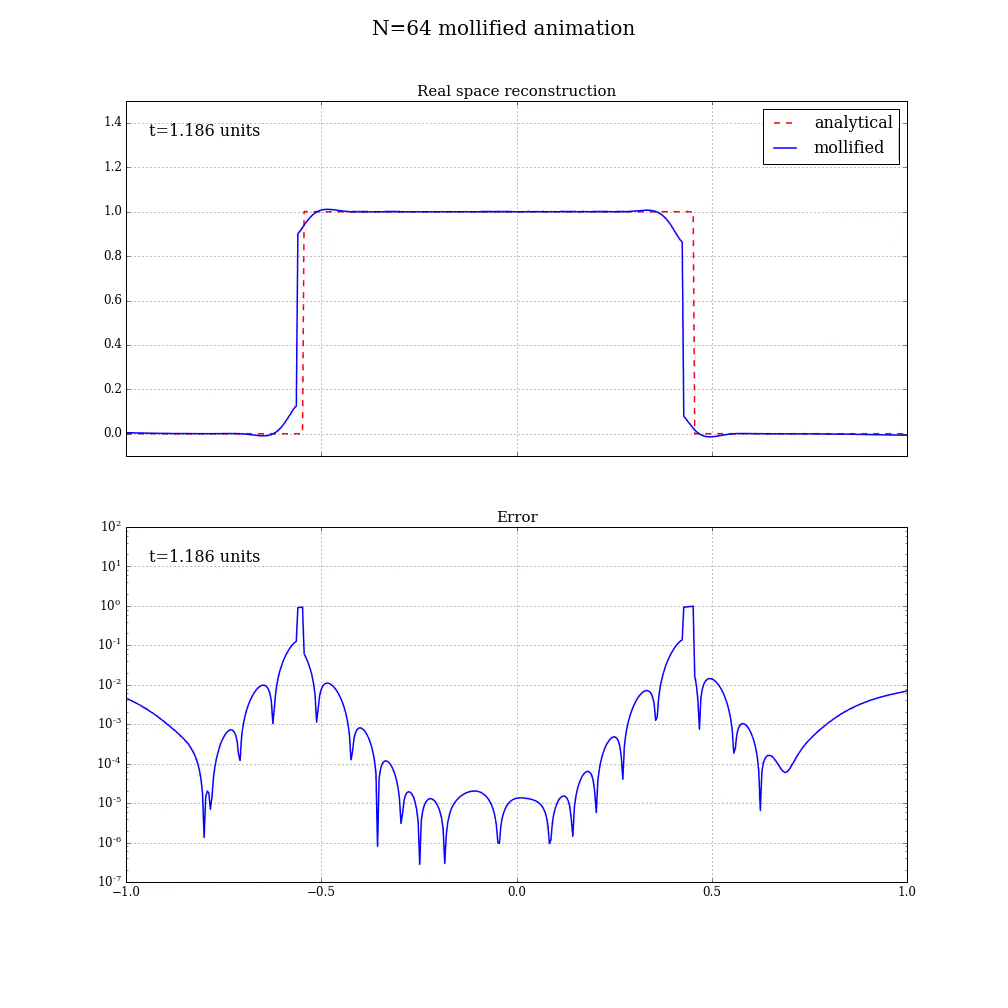 N=64 mollified animation
Real space reconstruction
t=1.186 units
analytical
mollified
1.4
1.2
1.0
0.8
0.6
0.4
0.2
0.0
Error
t=1.186 units
10²
10¹
10⁰
10⁻¹
10⁻²
10⁻³
10⁻⁴
10⁻⁵
10⁻⁶
10⁻⁷
−1.0 −0.5 0.0 0.5 1.0